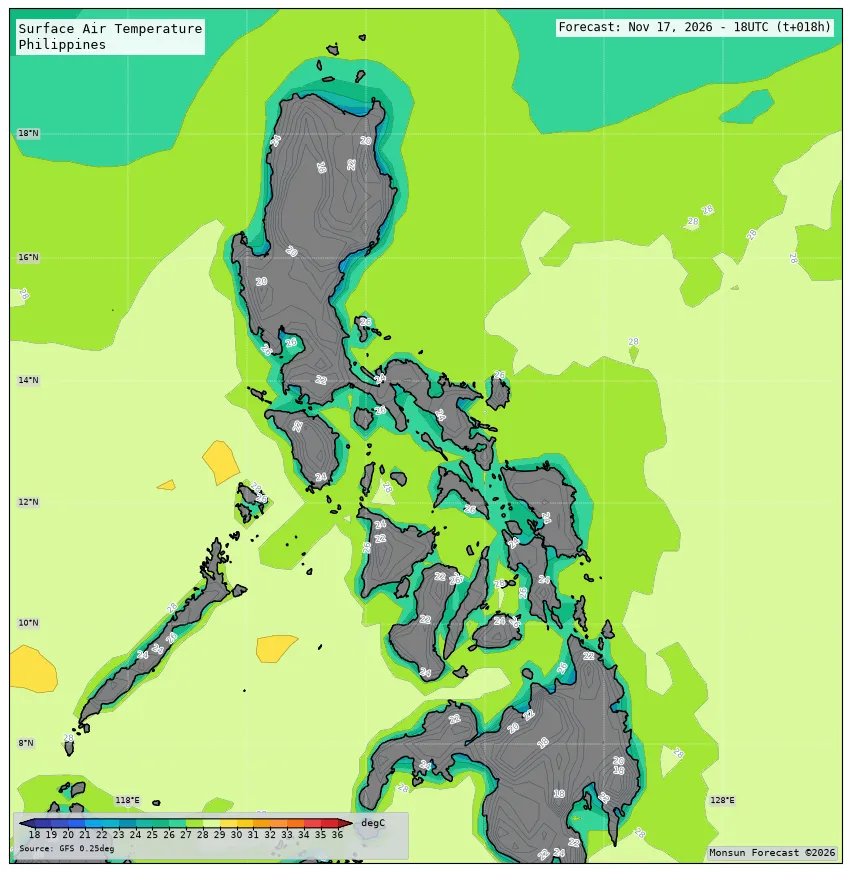 Surface Air Temperature
Philippines
Forecast: Nov 17, 2026 - 18UTC (t+018h)
18°N
16°N
14°N
12°N
10°N
8°N
118°E
128°E
18 19 20 21 22 23 24 25 26 27 28 29 30 31 32 33 34 35 36 degC
Source: GFS 0.25deg
Monsun Forecast ©2026